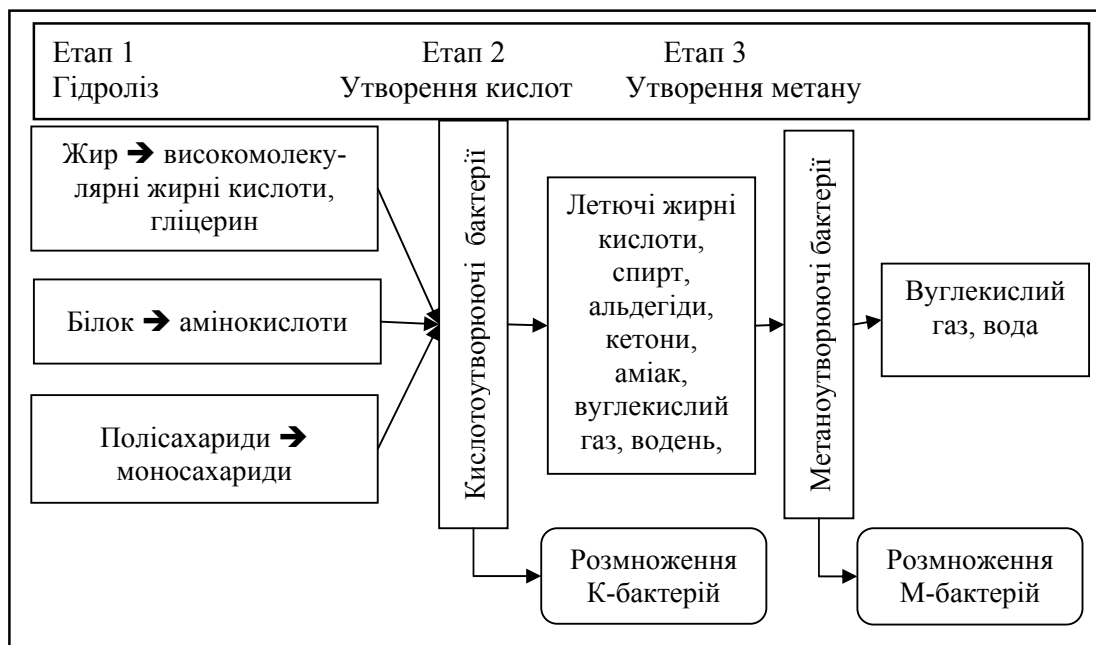 Етап 1 Етап 2 Етап 3
Гідроліз Утворення кислот Утворення метану
Жир ➔ високомолеку-
лярні жирні кислоти,
гліцерин
Білок ➔ амінокислоти
Полісахариди ➔
моносахариди
Кислотоутворюючі бактерії
Летючі жирні
кислоти,
спирт,
альдегіди,
кетони,
аміак,
вуглекислий
газ, водень,
Метаноутворюючі бактерії
Вуглекислий
газ, вода
Розмноження
К-бактерій
Розмноження
М-бактерій